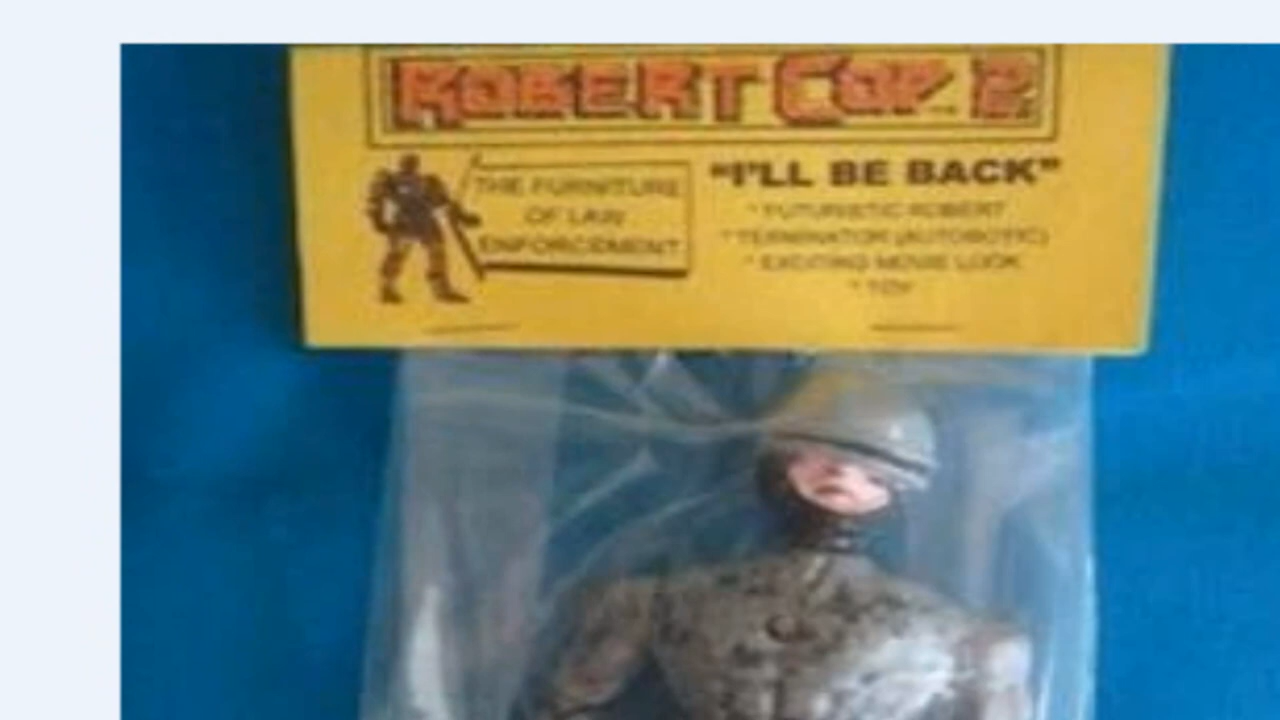 ROBERT COP 2
THE FURNITURE
OF LAW
ENFORCEMENT
"I'LL BE BACK"
* FUTURISTIC ROBERT
* TERMINATOR (AUTOBOTIC)
* EXCITING MOVIE LOOK
* TOY